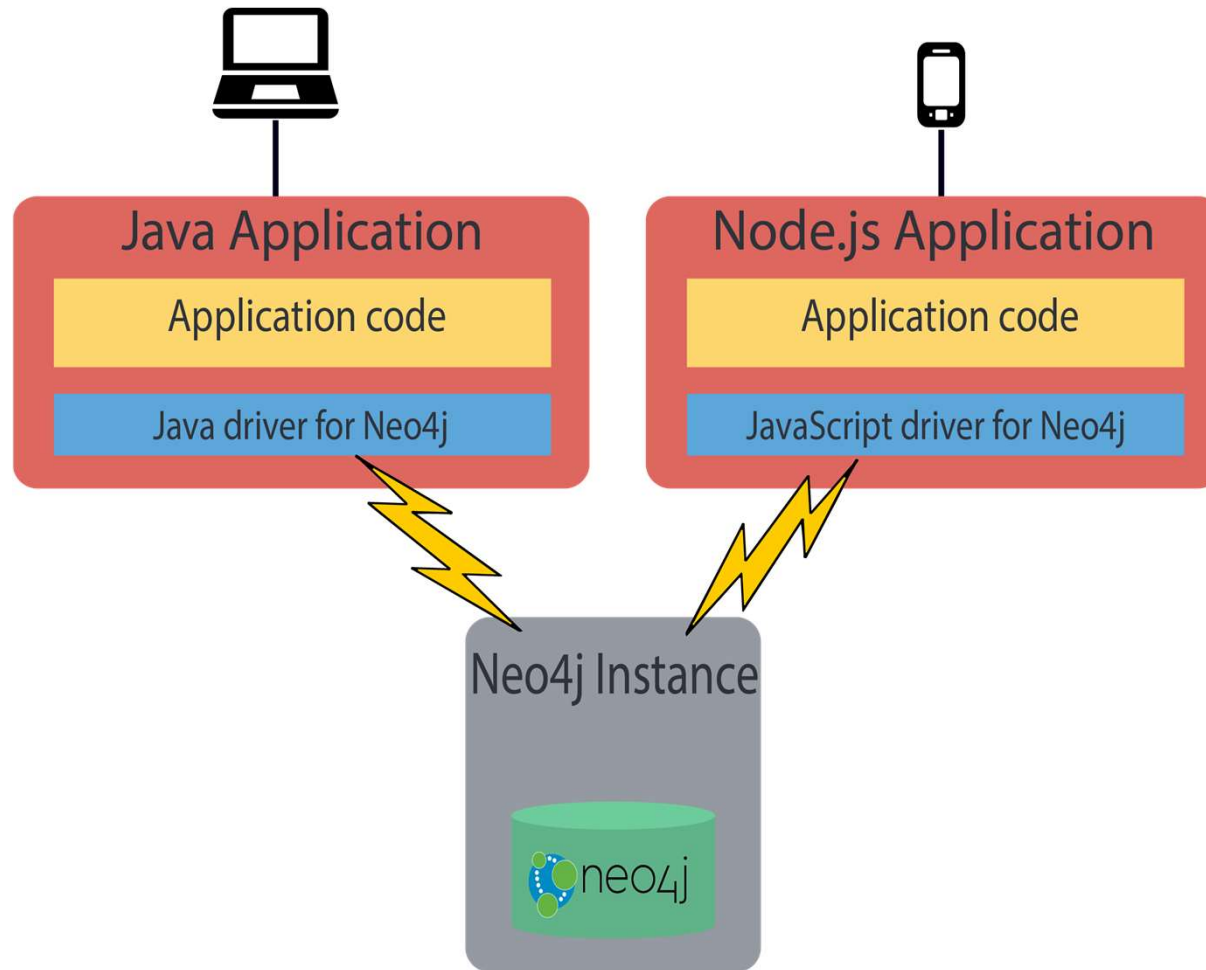 Java Application
Application code
Java driver for Neo4j
Node.js Application
Application code
JavaScript driver for Neo4j
Neo4j Instance
neo4j